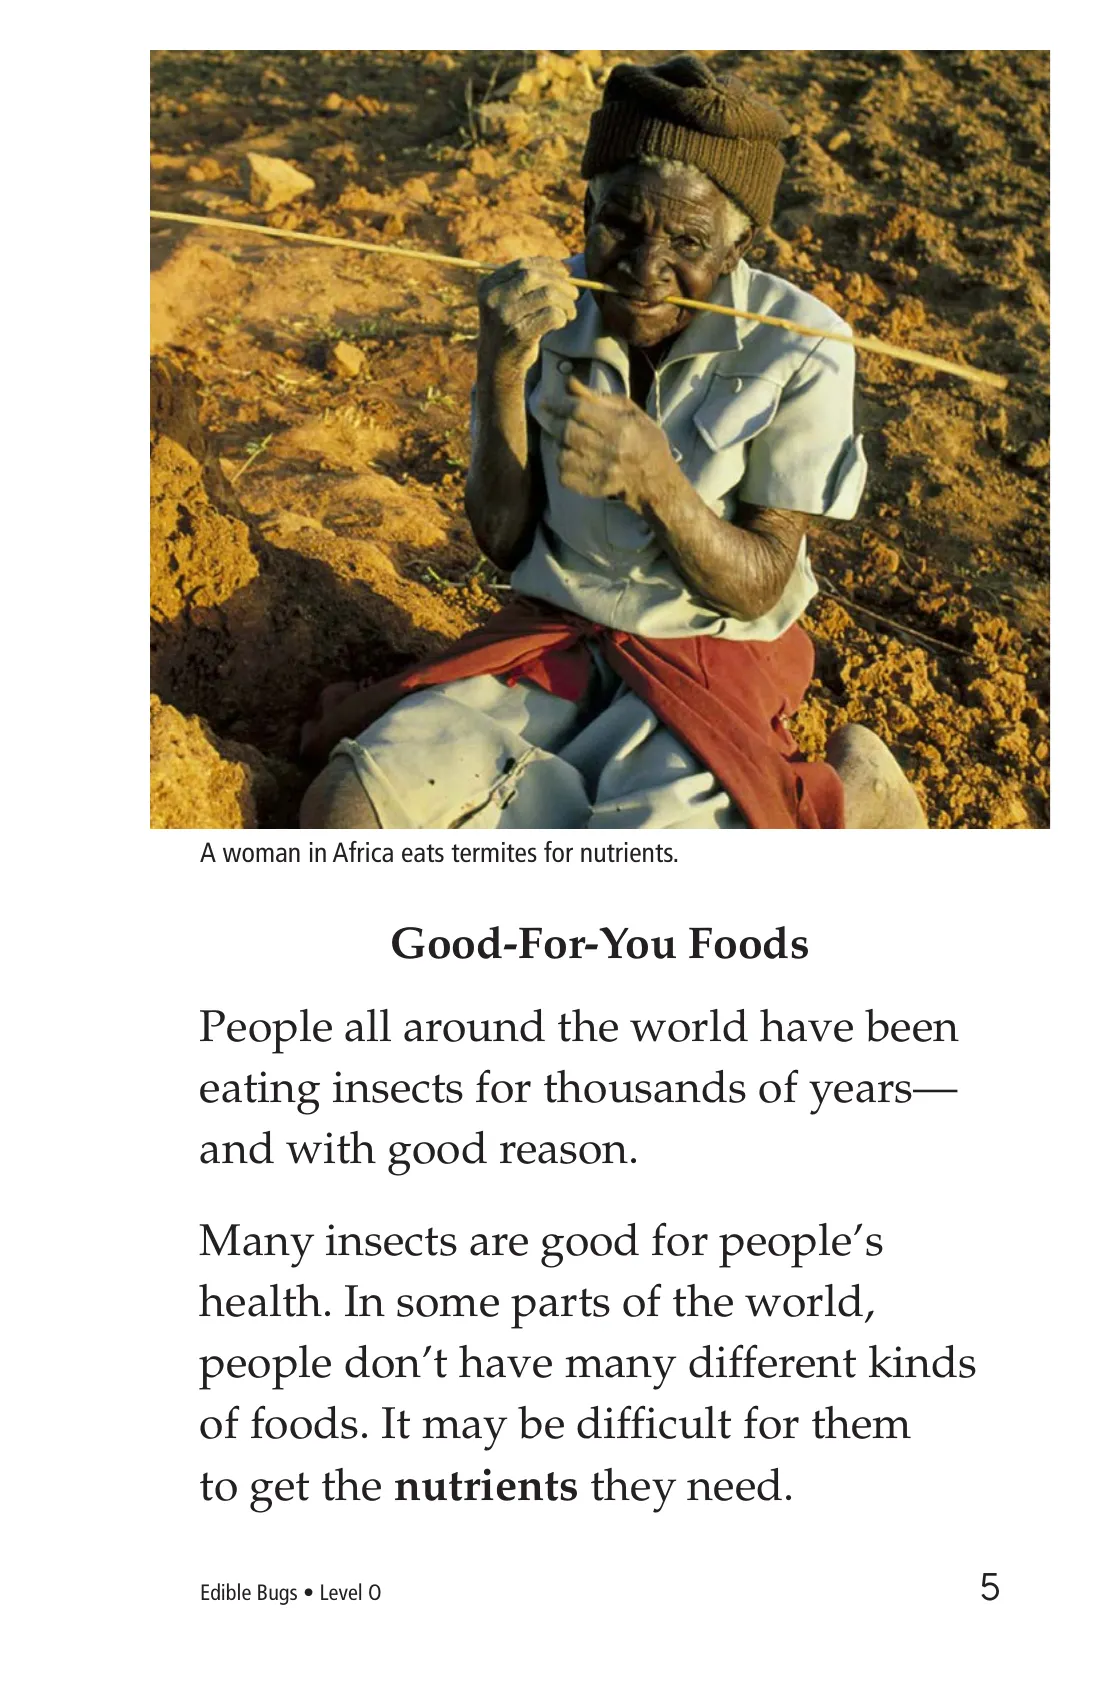 A woman in Africa eats termites for nutrients.
Good-For-You Foods
People all around the world have been
eating insects for thousands of years—
and with good reason.
Many insects are good for people’s
health. In some parts of the world,
people don’t have many different kinds
of foods. It may be difficult for them
to get the nutrients they need.
Edible Bugs • Level O
5